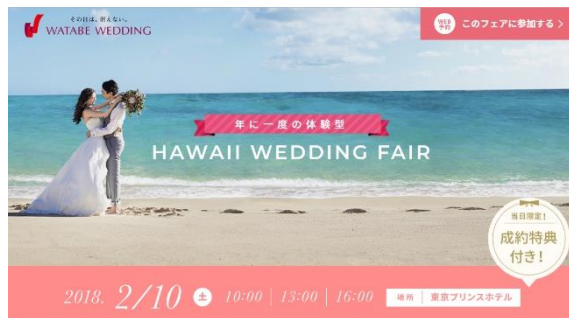 その日は、消えない。
WATABE WEDDING
WEB予約 このフェアに参加する >
年に一度の体験型
HAWAII WEDDING FAIR
当日限定!
成約特典
付き!
2018. 2/10 土 10:00 | 13:00 | 16:00 場所 | 東京プリンスホテル